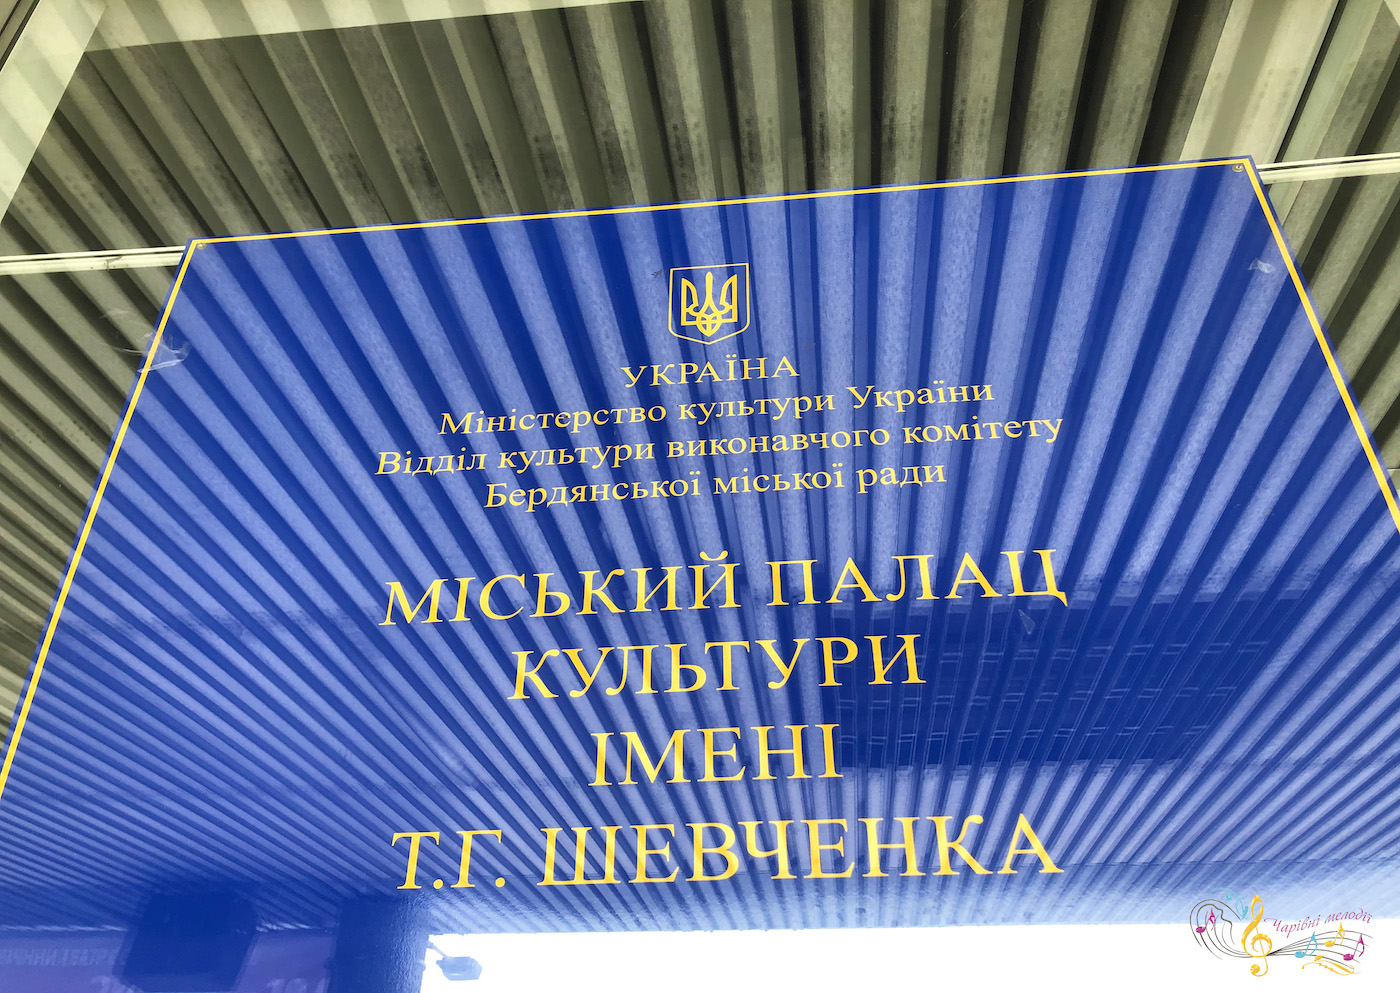 УКРАЇНА
Міністерство культури України
Відділ культури виконавчого комітету
Бердянської міської ради
МІСЬКИЙ ПАЛАЦ
КУЛЬТУРИ
ІМЕНІ
Т.Г. ШЕВЧЕНКА
Чарівні мелодії